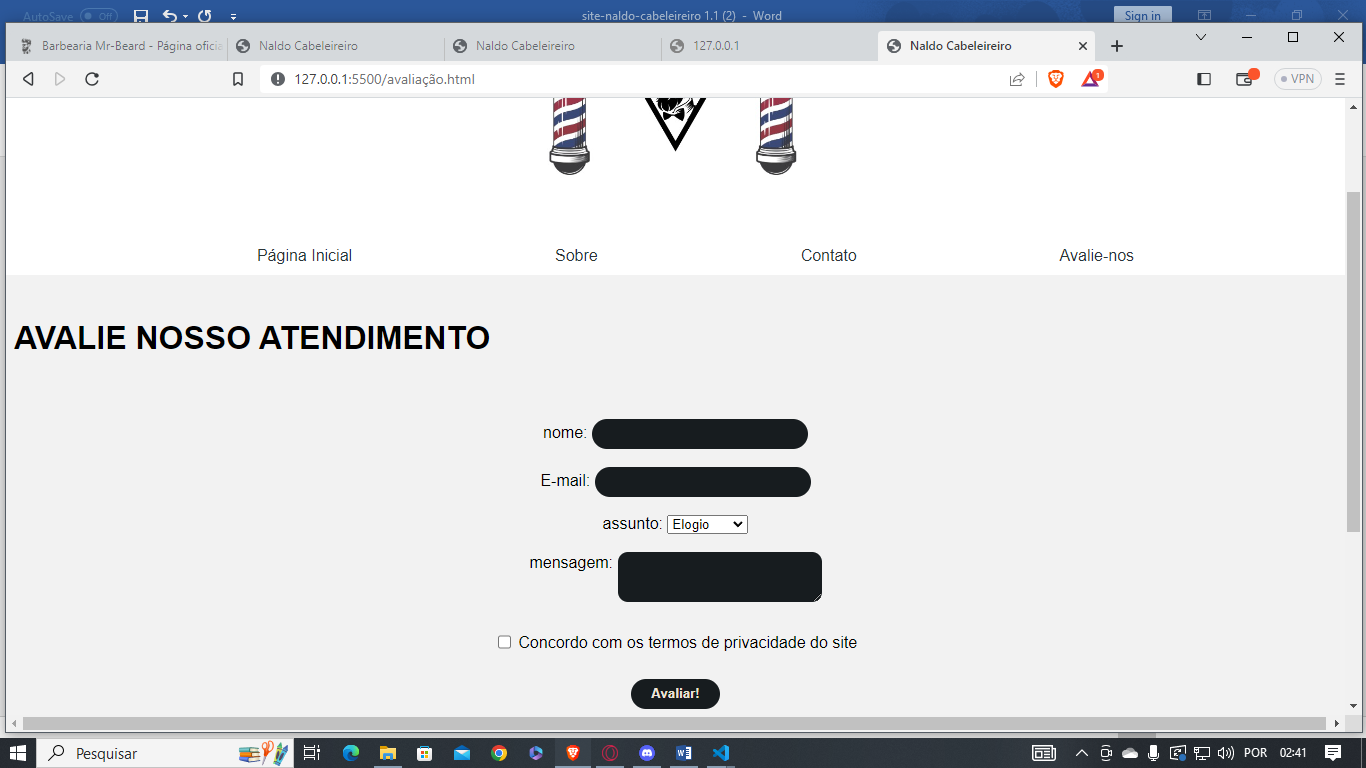 AutoSave Off site-naldo-cabeleireiro 1.1 (2) - Word Sign in
Barbearia Mr-Beard - Página oficia Naldo Cabeleireiro Naldo Cabeleireiro 127.0.0.1 Naldo Cabeleireiro
127.0.0.1:5500/avaliação.html 1 VPN
Página Inicial Sobre Contato Avalie-nos
AVALIE NOSSO ATENDIMENTO
nome:
E-mail:
assunto: Elogio
mensagem:
Concordo com os termos de privacidade do site
Avaliar!
Pesquisar POR 02:41